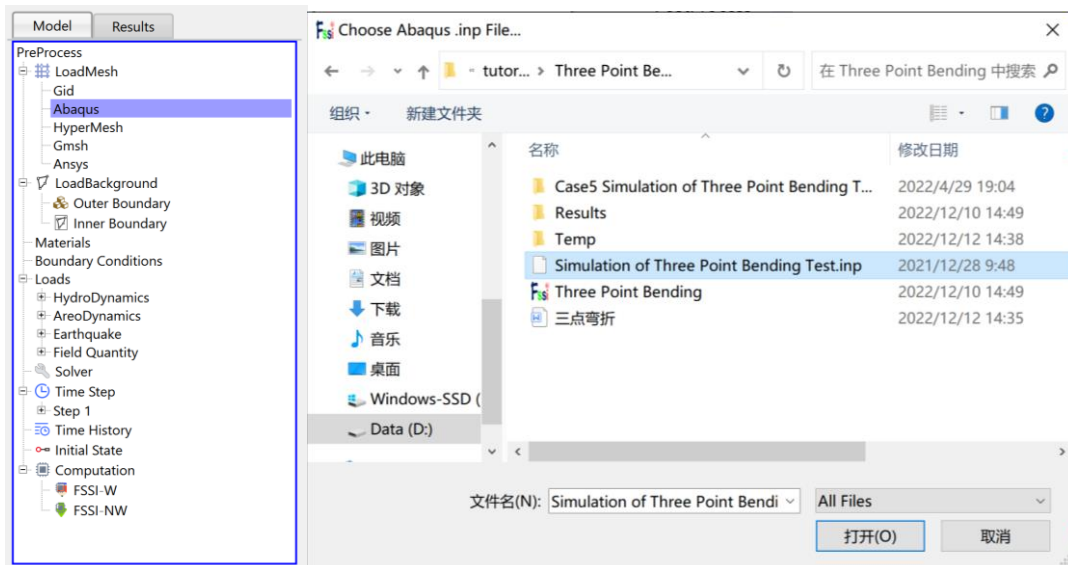 Model
Results
PreProcess
LoadMesh
Gid
Abaqus
HyperMesh
Gmsh
Ansys
LoadBackground
Outer Boundary
Inner Boundary
Materials
Boundary Conditions
Loads
HydroDynamics
AreoDynamics
Earthquake
Field Quantity
Solver
Time Step
Step 1
Time History
Initial State
Computation
FSSI-W
FSSI-NW
Choose Abaqus .inp File...
tutor... > Three Point Be...
在 Three Point Bending 中搜索
组织
新建文件夹
此电脑
3D 对象
视频
图片
文档
下载
音乐
桌面
Windows-SSD (
Data (D:)
名称
修改日期
Case5 Simulation of Three Point Bending T...
2022/4/29 19:04
Results
2022/12/10 14:49
Temp
2022/12/12 14:38
Simulation of Three Point Bending Test.inp
2021/12/28 9:48
Three Point Bending
2022/12/10 14:49
三点弯折
2022/12/12 14:35
文件名(N):
Simulation of Three Point Bendi
All Files
打开(O)
取消